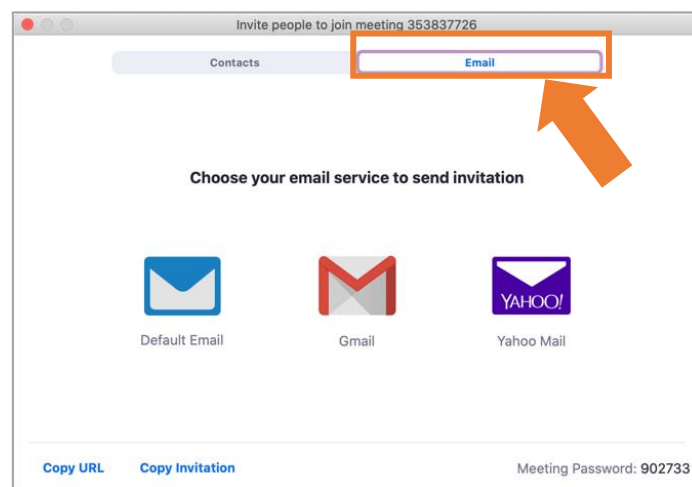 Invite people to join meeting 353837726
Contacts Email
Choose your email service to send invitation
YAHOO!
Default Email Gmail Yahoo Mail
Copy URL Copy Invitation Meeting Password: 902733